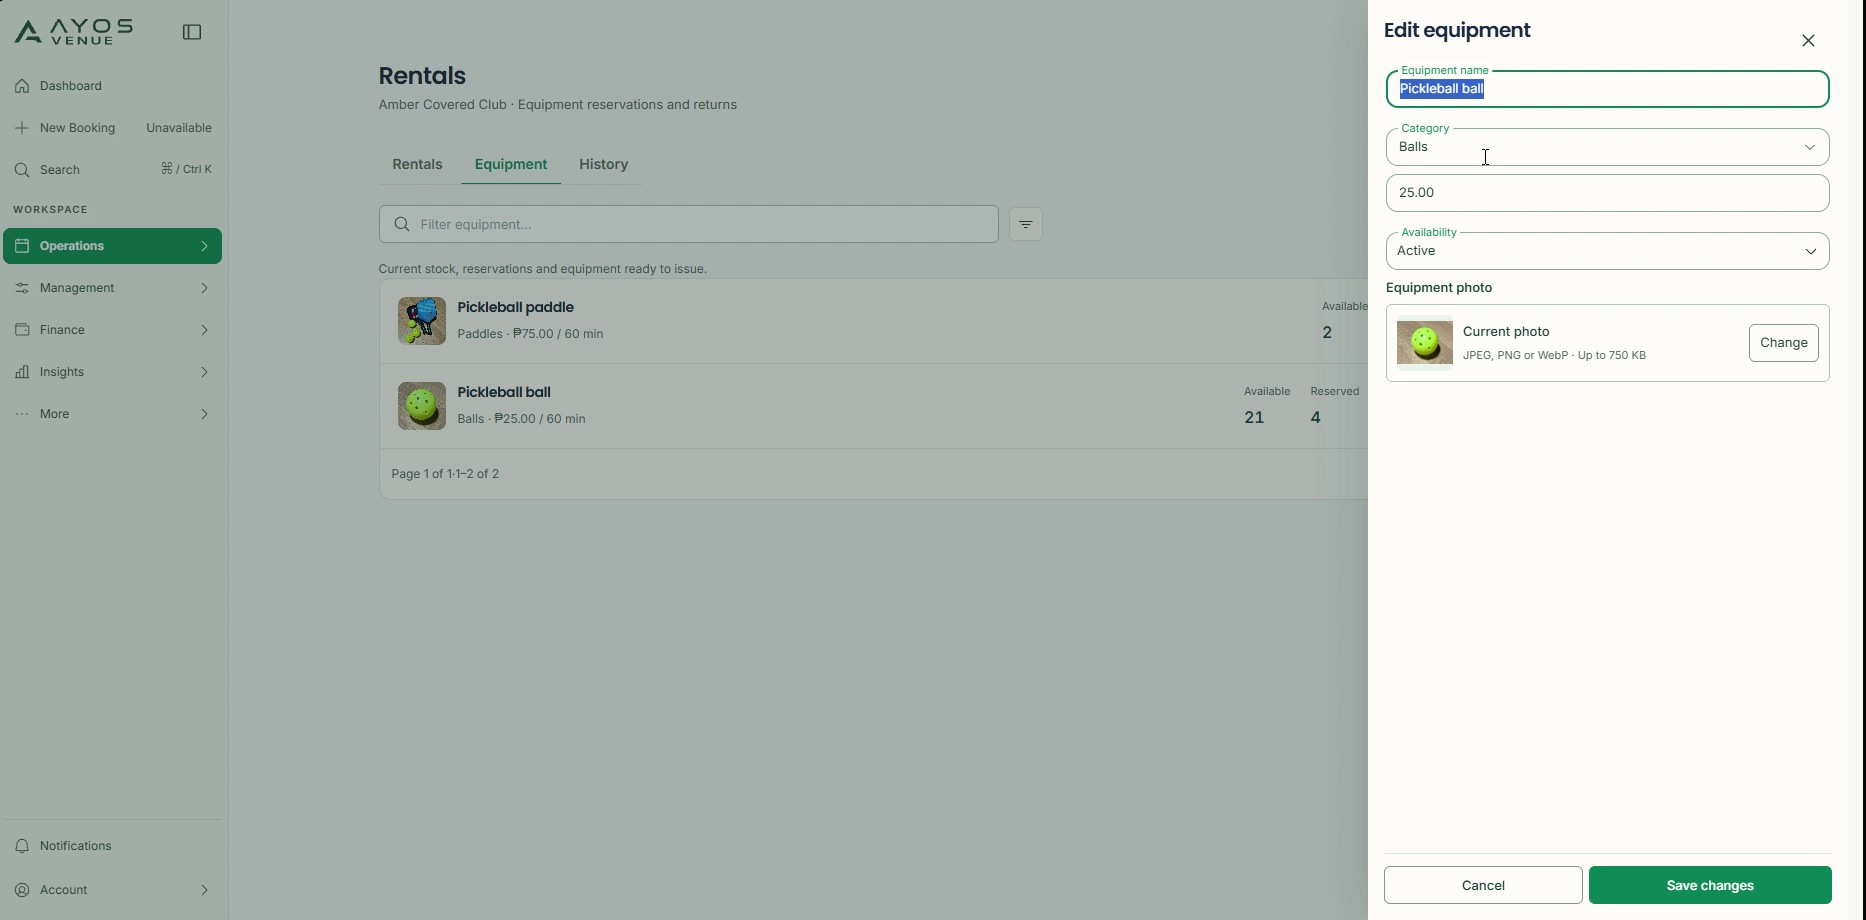 AYOS
VENUE
Dashboard
New Booking Unavailable
Search ⌘ / Ctrl K
WORKSPACE
Operations
Management
Finance
Insights
More
Notifications
Account
Rentals
Amber Covered Club · Equipment reservations and returns
Rentals Equipment History
Filter equipment...
Current stock, reservations and equipment ready to issue.
Pickleball paddle
Paddles · ₱75.00 / 60 min
Available
2
Pickleball ball
Balls · ₱25.00 / 60 min
Available Reserved
21 4
Page 1 of 1·1–2 of 2
Edit equipment
Equipment name
Pickleball ball
Category
Balls
25.00
Availability
Active
Equipment photo
Current photo
JPEG, PNG or WebP · Up to 750 KB
Change
Cancel Save changes